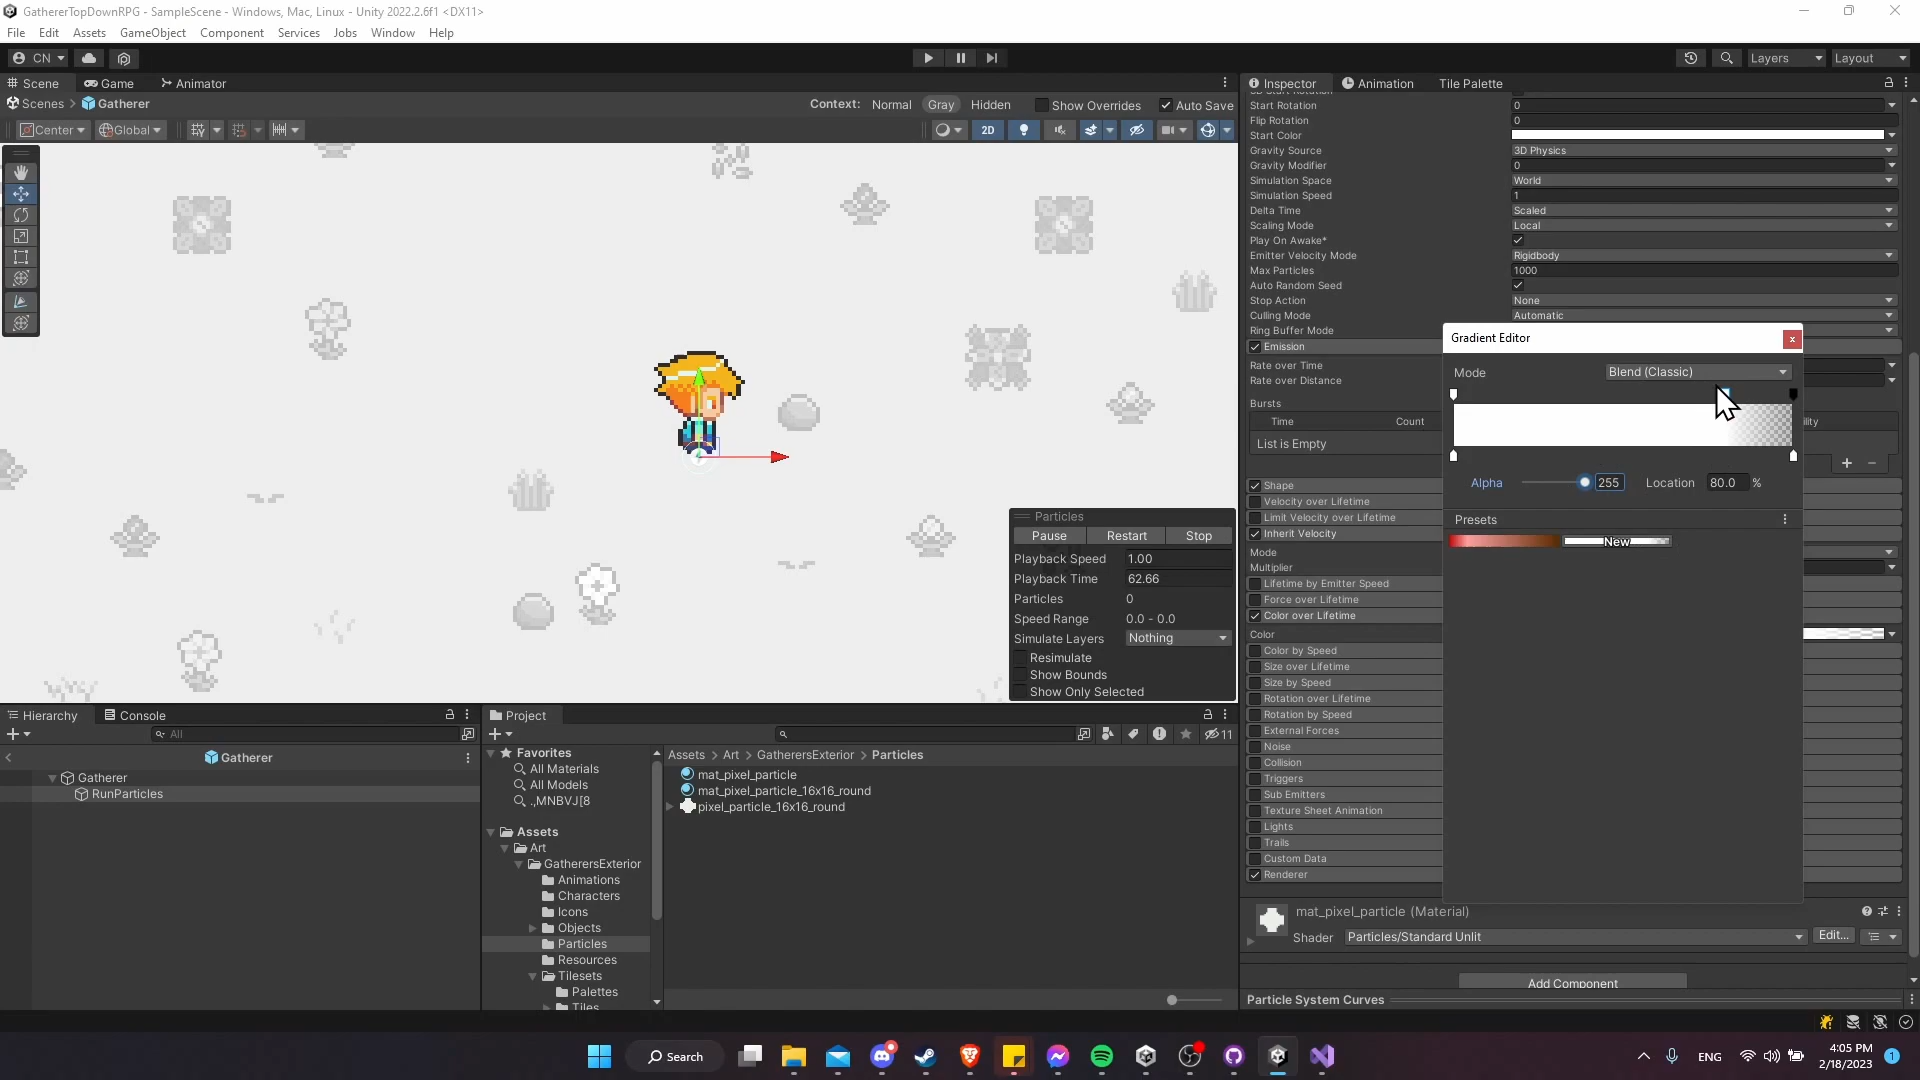 GathererTopDownRPG - SampleScene - Windows, Mac, Linux - Unity 2022.2.6f1 <DX11>
File Edit Assets GameObject Component Services Jobs Window Help
CN Layers Layout
Scene Game Animator
Inspector Animation Tile Palette
Scenes > Gatherer Context: Normal Gray Hidden Show Overrides Auto Save
Center Global 2D
Start Rotation 0
Flip Rotation 0
Start Color
Gravity Source 3D Physics
Gravity Modifier 0
Simulation Space World
Simulation Speed 1
Delta Time Scaled
Scaling Mode Local
Play On Awake*
Emitter Velocity Mode Rigidbody
Max Particles 1000
Auto Random Seed
Stop Action None
Culling Mode Automatic
Ring Buffer Mode
Emission
Rate over Time
Rate over Distance
Bursts
Time Count
List is Empty
Shape
Velocity over Lifetime
Limit Velocity over Lifetime
Inherit Velocity
Mode
Multiplier
Lifetime by Emitter Speed
Force over Lifetime
Color over Lifetime
Color
Color by Speed
Size over Lifetime
Size by Speed
Rotation over Lifetime
Rotation by Speed
External Forces
Noise
Collision
Triggers
Sub Emitters
Texture Sheet Animation
Lights
Trails
Custom Data
Renderer
mat_pixel_particle (Material)
Shader Particles/Standard Unlit Edit...
Add Component
Particle System Curves
Gradient Editor x
Mode Blend (Classic)
Alpha 255 Location 80.0 %
Presets
New
Particles
Pause Restart Stop
Playback Speed 1.00
Playback Time 62.66
Particles 0
Speed Range 0.0 - 0.0
Simulate Layers Nothing
Resimulate
Show Bounds
Show Only Selected
Hierarchy Console
All
Gatherer
Gatherer
RunParticles
Project
11
Favorites
All Materials
All Models
.,MNBVJ[8
Assets
Art
GatherersExterior
Animations
Characters
Icons
Objects
Particles
Resources
Tilesets
Palettes
Tiles
Assets > Art > GatherersExterior > Particles
mat_pixel_particle
mat_pixel_particle_16x16_round
pixel_particle_16x16_round
Search
ENG
4:05 PM
2/18/2023
1